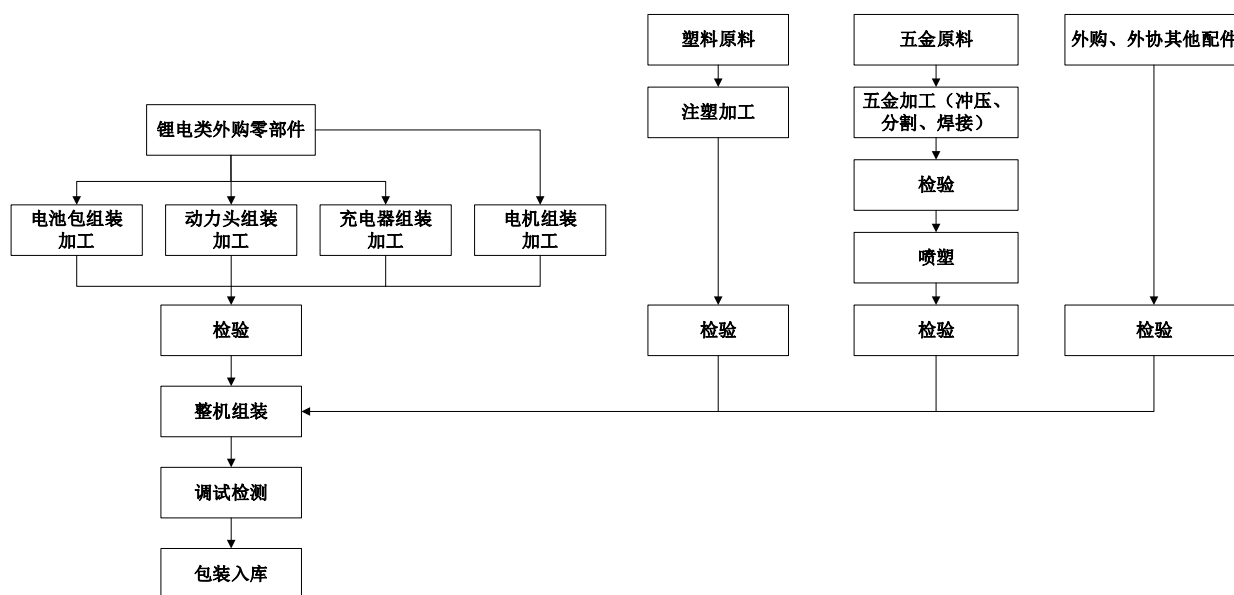 塑料原料
五金原料
外购、外协其他配件
注塑加工
五金加工（冲压、
分割、焊接）
锂电类外购零部件
检验
电池包组装
加工
动力头组装
加工
充电器组装
加工
电机组装
加工
喷塑
检验
检验
检验
检验
整机组装
调试检测
包装入库